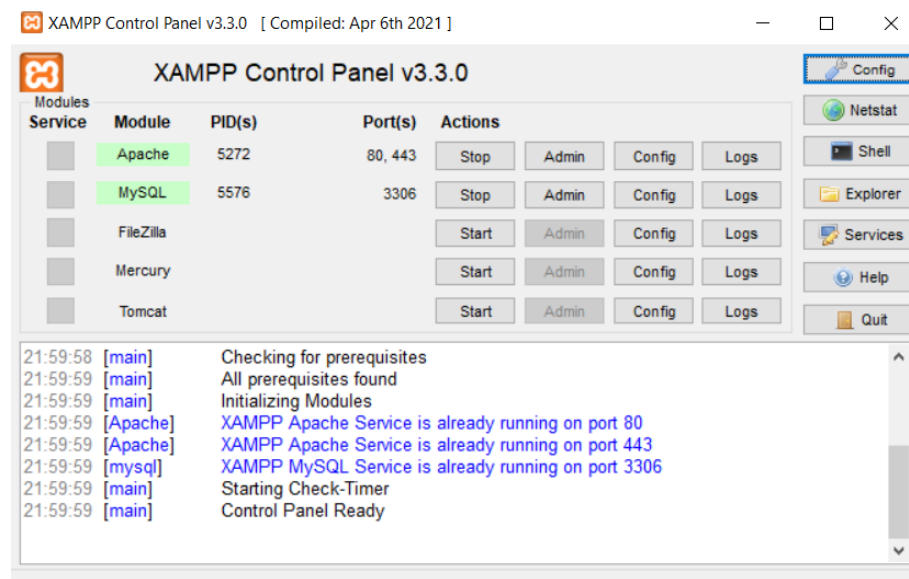 XAMPP Control Panel v3.3.0 [ Compiled: Apr 6th 2021 ]
XAMPP Control Panel v3.3.0
Config
Modules
Service Module PID(s) Port(s) Actions
Netstat
Apache 5272 80, 443 Stop Admin Config Logs
Shell
MySQL 5576 3306 Stop Admin Config Logs
Explorer
FileZilla Start Admin Config Logs
Services
Mercury Start Admin Config Logs
Help
Tomcat Start Admin Config Logs
Quit
21:59:58 [main] Checking for prerequisites
21:59:59 [main] All prerequisites found
21:59:59 [main] Initializing Modules
21:59:59 [Apache] XAMPP Apache Service is already running on port 80
21:59:59 [Apache] XAMPP Apache Service is already running on port 443
21:59:59 [mysql] XAMPP MySQL Service is already running on port 3306
21:59:59 [main] Starting Check-Timer
21:59:59 [main] Control Panel Ready